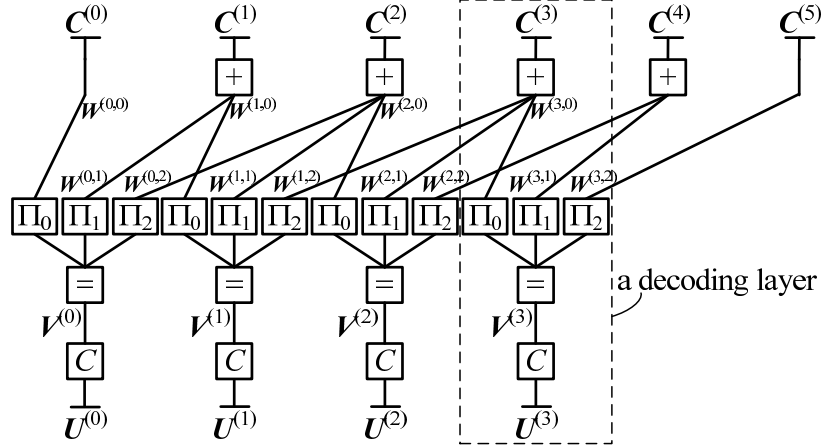 C(0) C(1) C(2) C(3) C(4) C(5)
+ + + +
W(0,0) W(1,0) W(2,0) W(3,0)
W(0,1) W(0,2) W(1,1) W(1,2) W(2,1) W(2,2) W(3,1) W(3,2)
Π0 Π1 Π2 Π0 Π1 Π2 Π0 Π1 Π2 Π0 Π1 Π2
= = = =
a decoding layer
V(0) V(1) V(2) V(3)
C C C C
U(0) U(1) U(2) U(3)